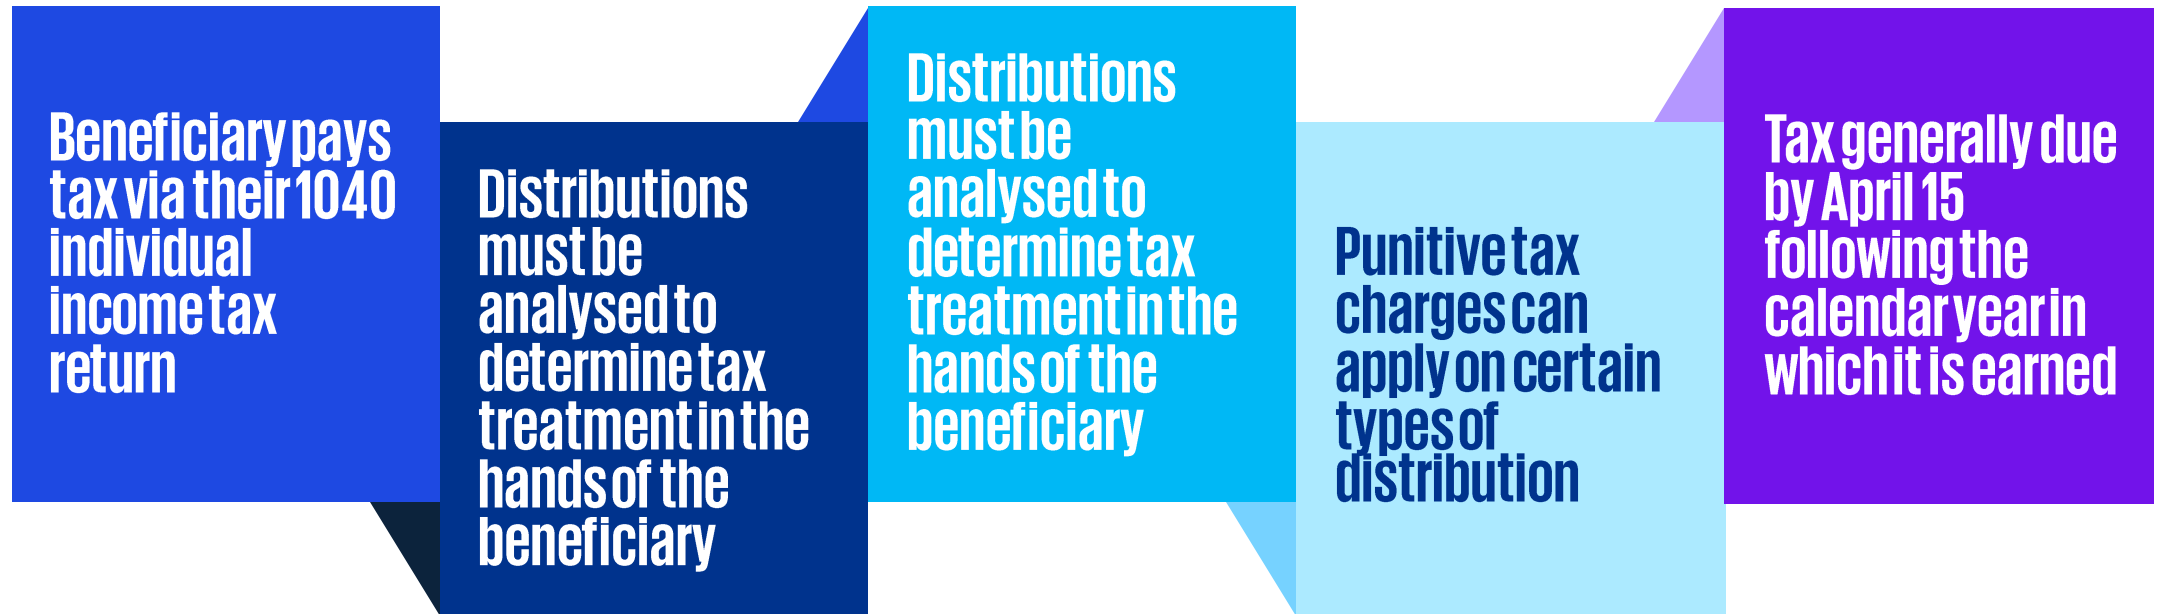 Beneficiary pays
tax via their 1040
individual
income tax
return
Distributions
must be
analysed to
determine tax
treatment in the
hands of the
beneficiary
Distributions
must be
analysed to
determine tax
treatment in the
hands of the
beneficiary
Punitive tax
charges can
apply on certain
types of
distribution
Tax generally due
by April 15
following the
calendar year in
which it is earned